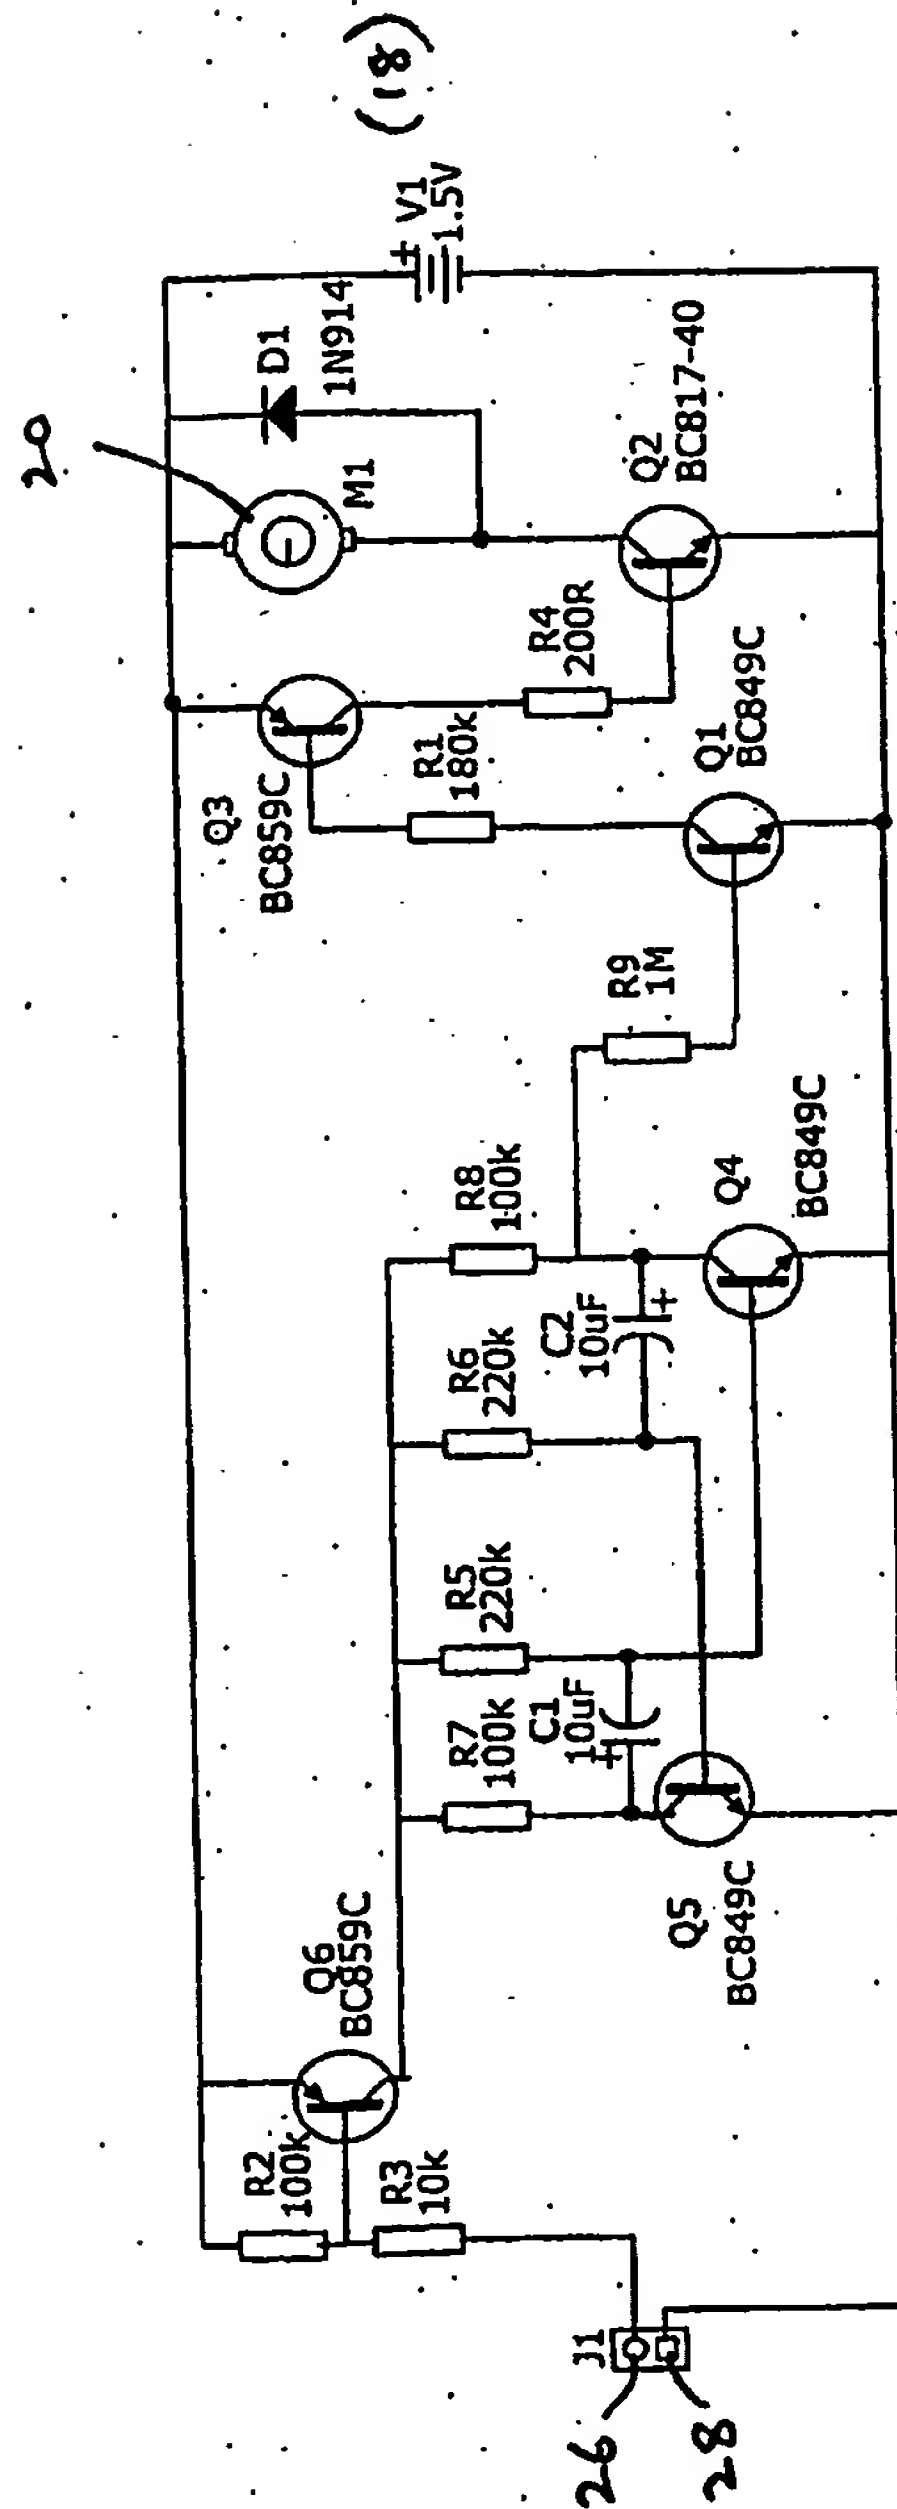 (18)
V1
+
1.5V
D1
1N914
20
M1
Q2
BC817-40
R4
200R
Q3
BC859C
R1
180k
Q1
BC849C
R9
1M
R8
100k
Q4
BC849C
C2
10uF
+
R6
220k
R5
220k
R7
100k
C1
10uF
+
Q5
BC849C
Q6
BC859C
R2
100k
R3
10k
J1
26
28